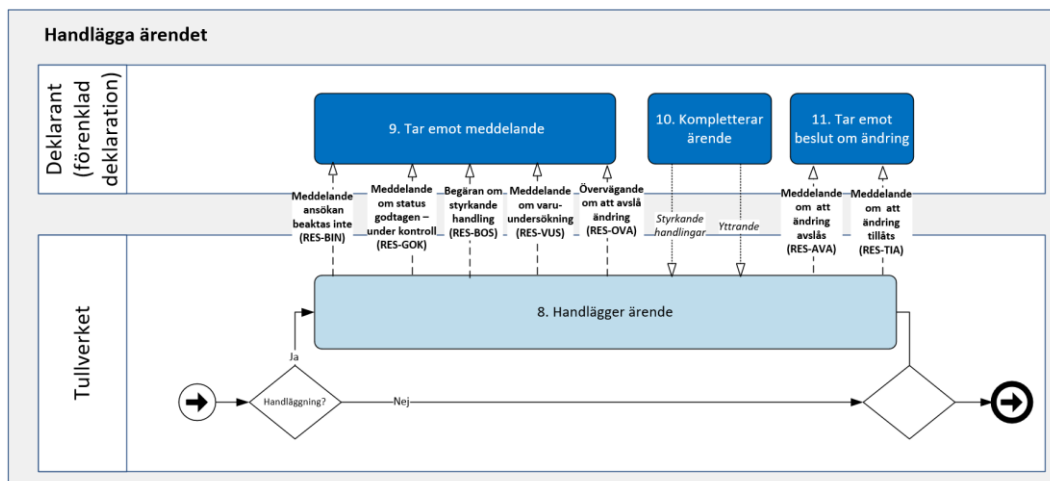 Handlägga ärendet
Deklarant
(förenklad
deklaration)
9. Tar emot meddelande
10. Kompletterar
ärende
11. Tar emot
beslut om ändring
Meddelande
ansökan
beaktas inte
(RES-BIN)
Meddelande
om status
godtagen –
under kontroll
(RES-GOK)
Begäran om
styrkande
handling
(RES-BOS)
Meddelande
om varu-
undersökning
(RES-VUS)
Övervägande
om att avslå
ändring
(RES-OVA)
Styrkande
handlingar
Yttrande
Meddelande
om att
ändring
avslås
(RES-AVA)
Meddelande
om att
ändring
tillåts
(RES-TIA)
Tullverket
8. Handlägger ärende
Ja
Handläggning?
Nej